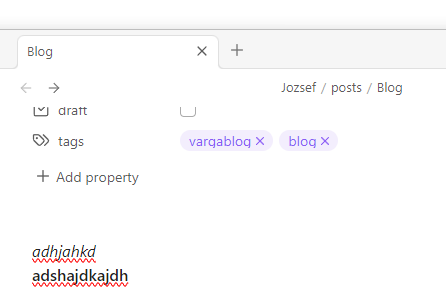 Blog
Jozsef / posts / Blog
draft
tags vargablog blog
Add property
adhjahkd
adshajdkajdh